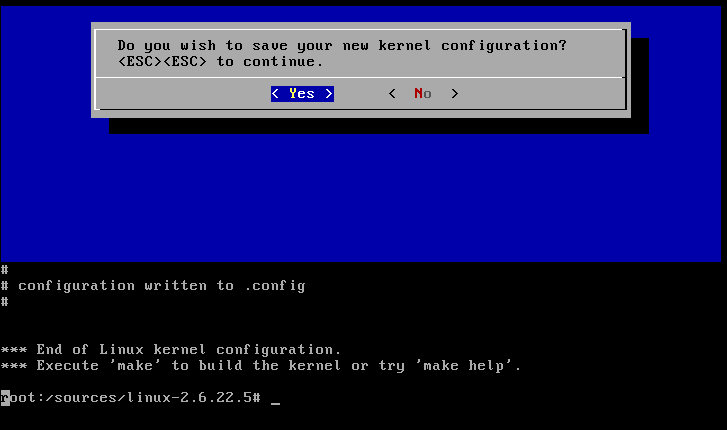 Do you wish to save your new kernel configuration?
<ESC><ESC> to continue.
< Yes > < No >
#
# configuration written to .config
#
*** End of Linux kernel configuration.
*** Execute 'make' to build the kernel or try 'make help'.
root:/sources/linux-2.6.22.5# _